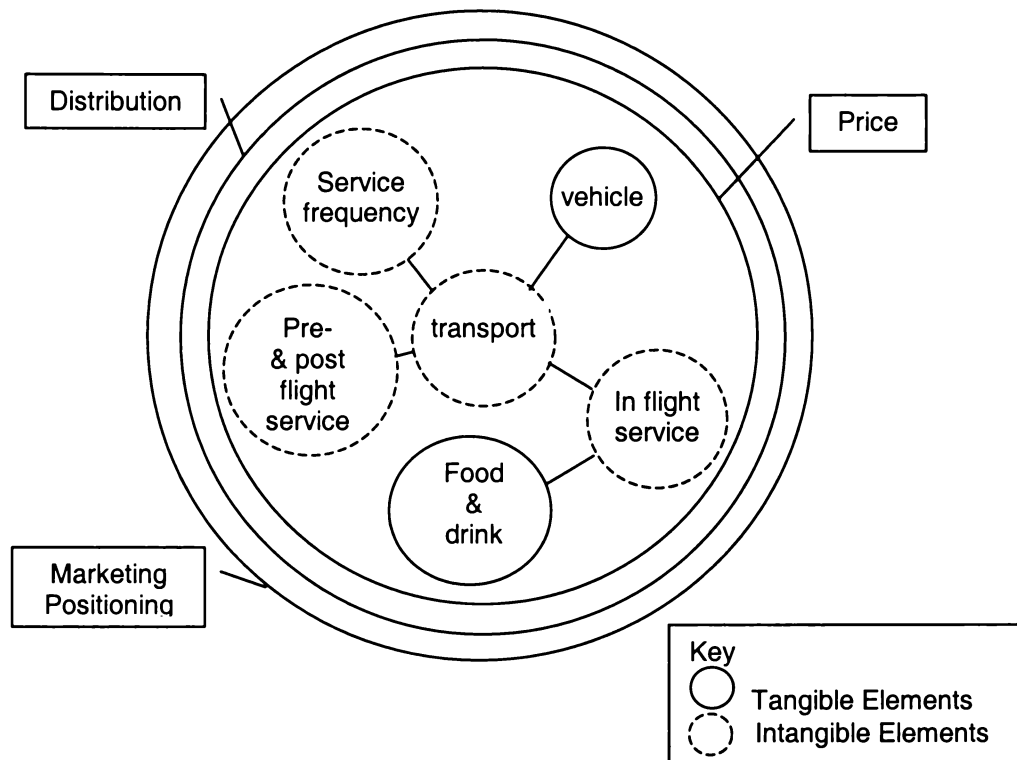 Distribution
Price
Service
frequency
vehicle
Pre-
& post
flight
service
transport
In flight
service
Food
&
drink
Marketing
Positioning
Key
Tangible Elements
Intangible Elements